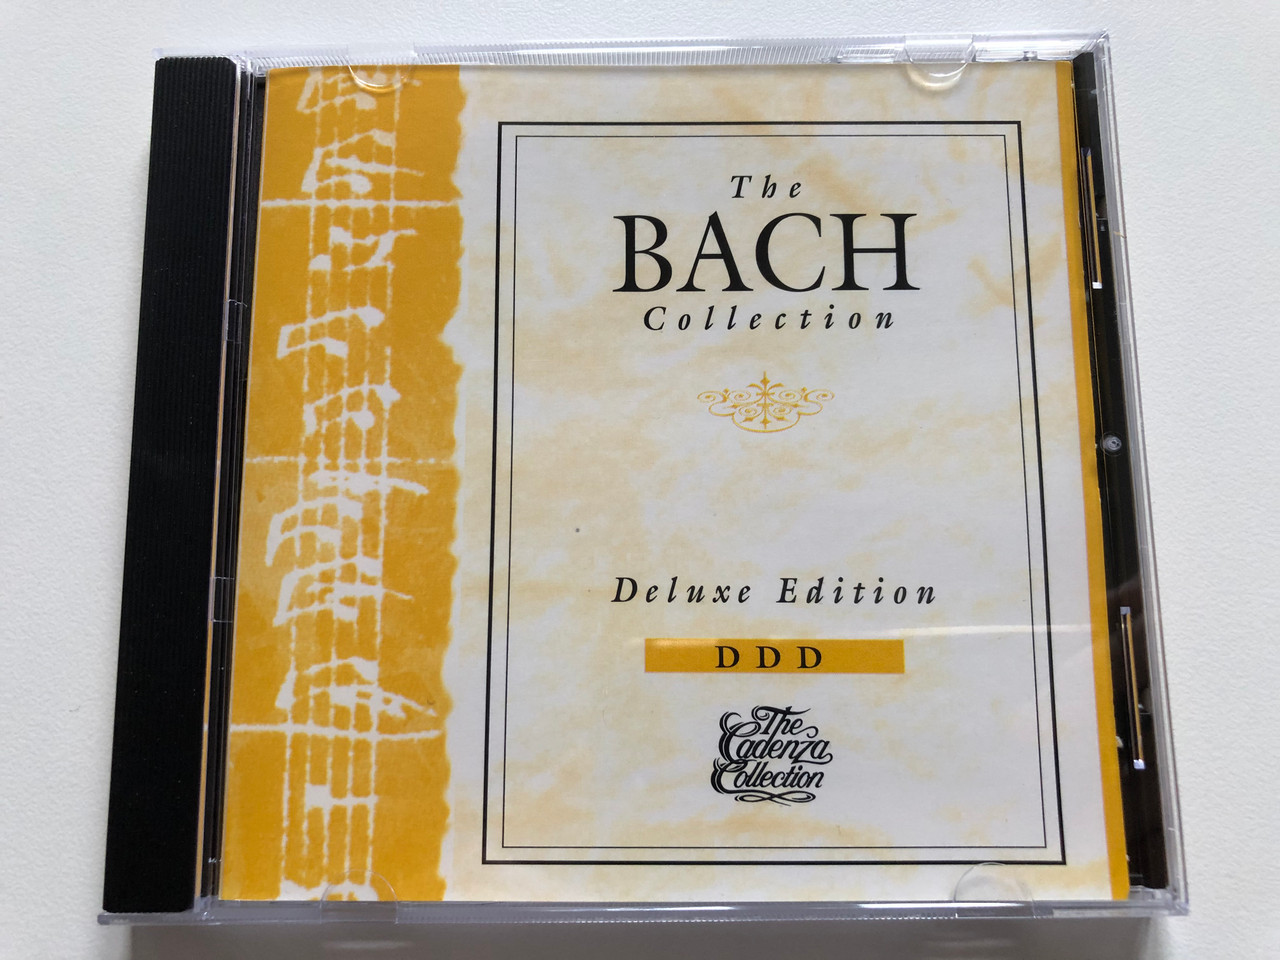 The
BACH
Collection
Deluxe Edition
DDD
The
Cadenza
Collection